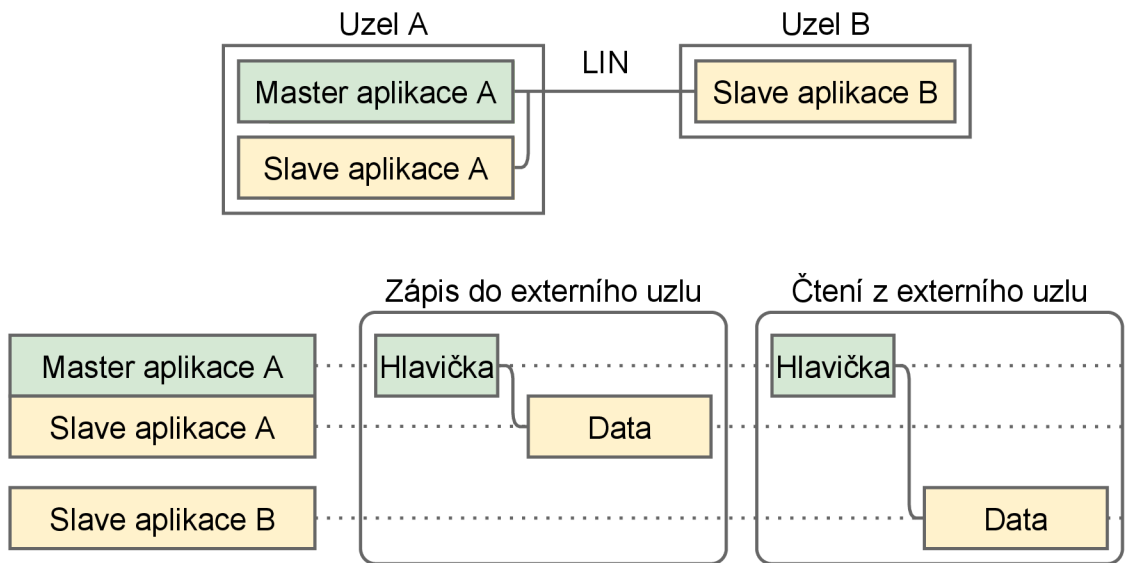 Uzel A
Uzel B
Master aplikace A
LIN
Slave aplikace B
Slave aplikace A
Zápis do externího uzlu
Čtení z externího uzlu
Master aplikace A
Hlavička
Hlavička
Slave aplikace A
Data
Slave aplikace B
Data